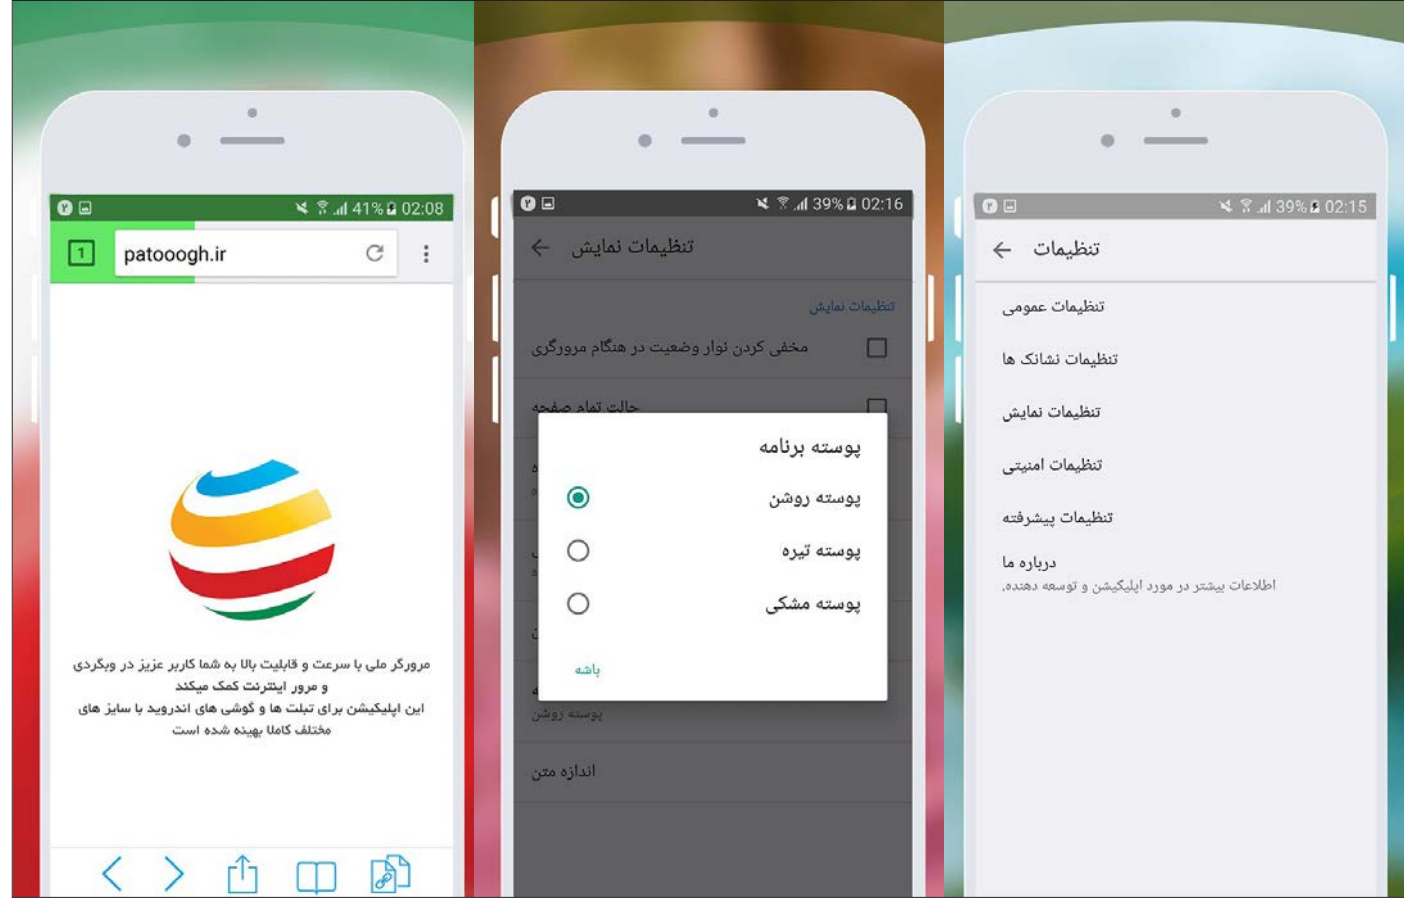 41% 02:08
1 patooogh.ir
مرورگر ملی با سرعت و قابلیت بالا به شما کاربر عزیز در وبگردی
و مرور اینترنت کمک میکند
این اپلیکیشن برای تبلت ها و گوشی های اندروید با سایز های
مختلف کاملا بهینه شده است
39% 02:16
تنظیمات نمایش
تنظیمات نمایش
مخفی کردن نوار وضعیت در هنگام مرورگری
حالت تمام صفحه
پوسته برنامه
پوسته روشن
پوسته تیره
پوسته مشکی
باشه
پوسته روشن
اندازه متن
39% 02:15
تنظیمات
تنظیمات عمومی
تنظیمات نشانک ها
تنظیمات نمایش
تنظیمات امنیتی
تنظیمات پیشرفته
درباره ما
اطلاعات بیشتر در مورد اپلیکیشن و توسعه دهنده.